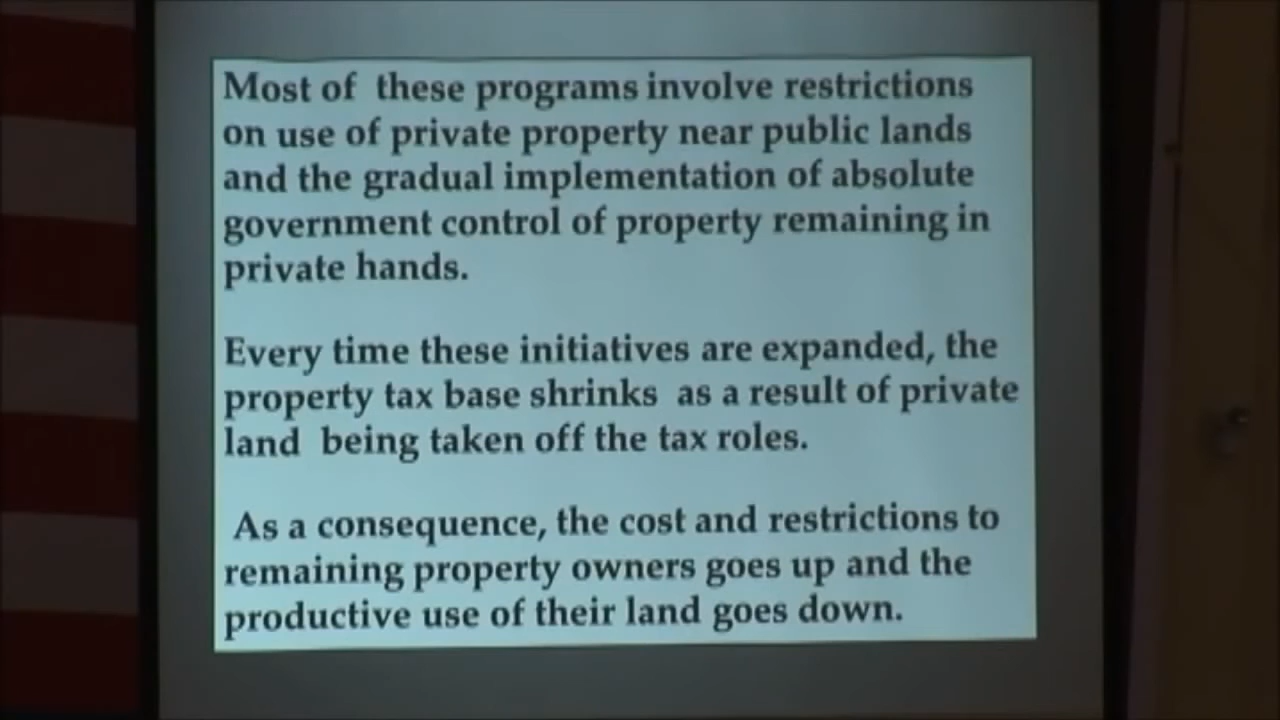 Most of these programs involve restrictions
on use of private property near public lands
and the gradual implementation of absolute
government control of property remaining in
private hands.
Every time these initiatives are expanded, the
property tax base shrinks as a result of private
land being taken off the tax roles.
As a consequence, the cost and restrictions to
remaining property owners goes up and the
productive use of their land goes down.